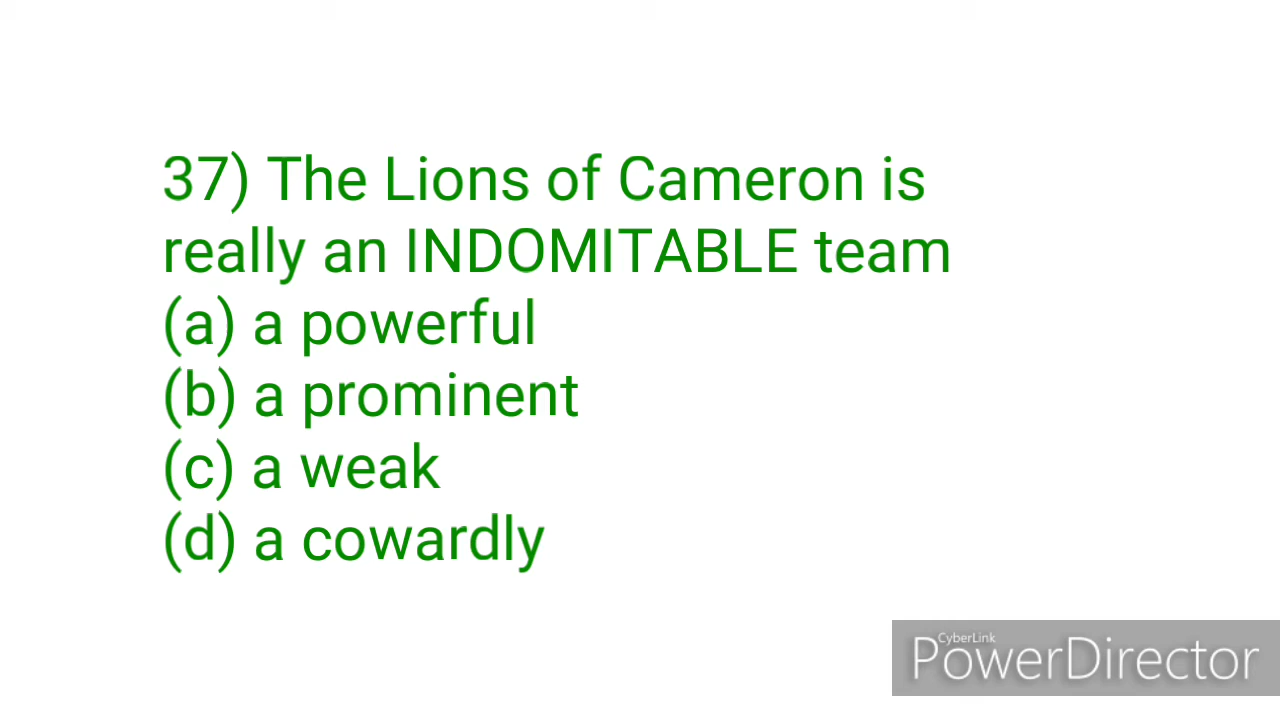 37) The Lions of Cameron is
really an INDOMITABLE team
(a) a powerful
(b) a prominent
(c) a weak
(d) a cowardly
CyberLink
PowerDirector